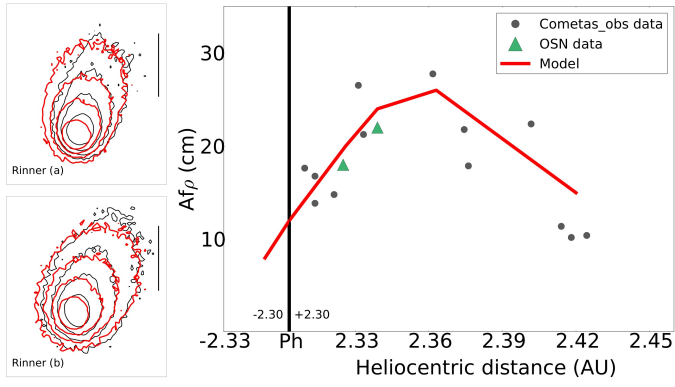 Rinner (a)
Rinner (b)
Afρ (cm)
30
20
10
Cometas_obs data
OSN data
Model
-2.30 +2.30
-2.33 Ph 2.33 2.36 2.39 2.42 2.45
Heliocentric distance (AU)